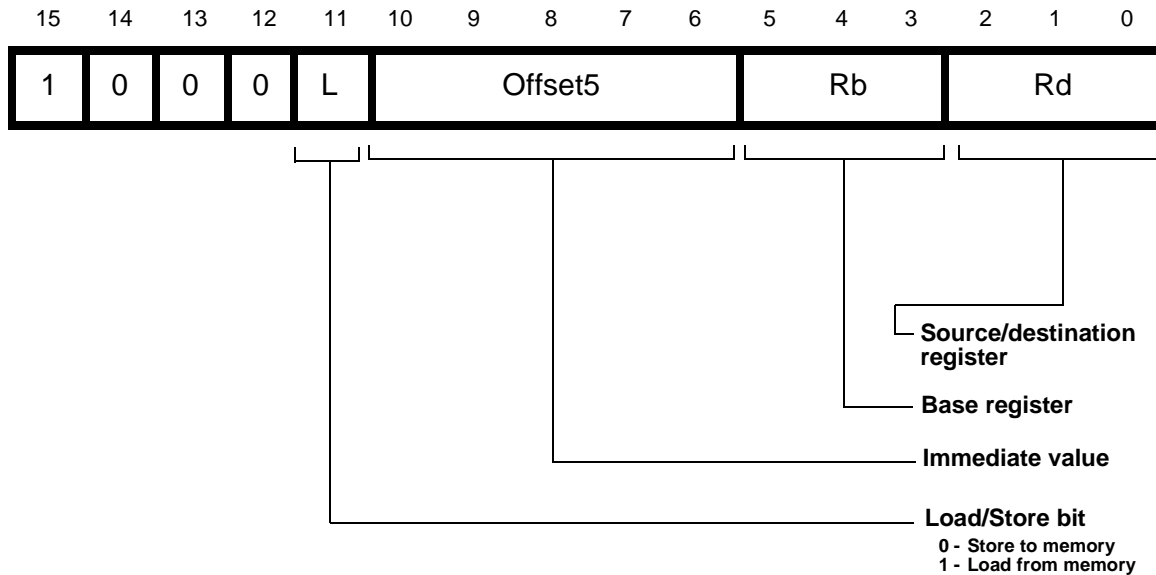 15 14 13 12 11 10 9 8 7 6 5 4 3 2 1 0
1 0 0 0 L Offset5 Rb Rd
Source/destination
register
Base register
Immediate value
Load/Store bit
0 - Store to memory
1 - Load from memory